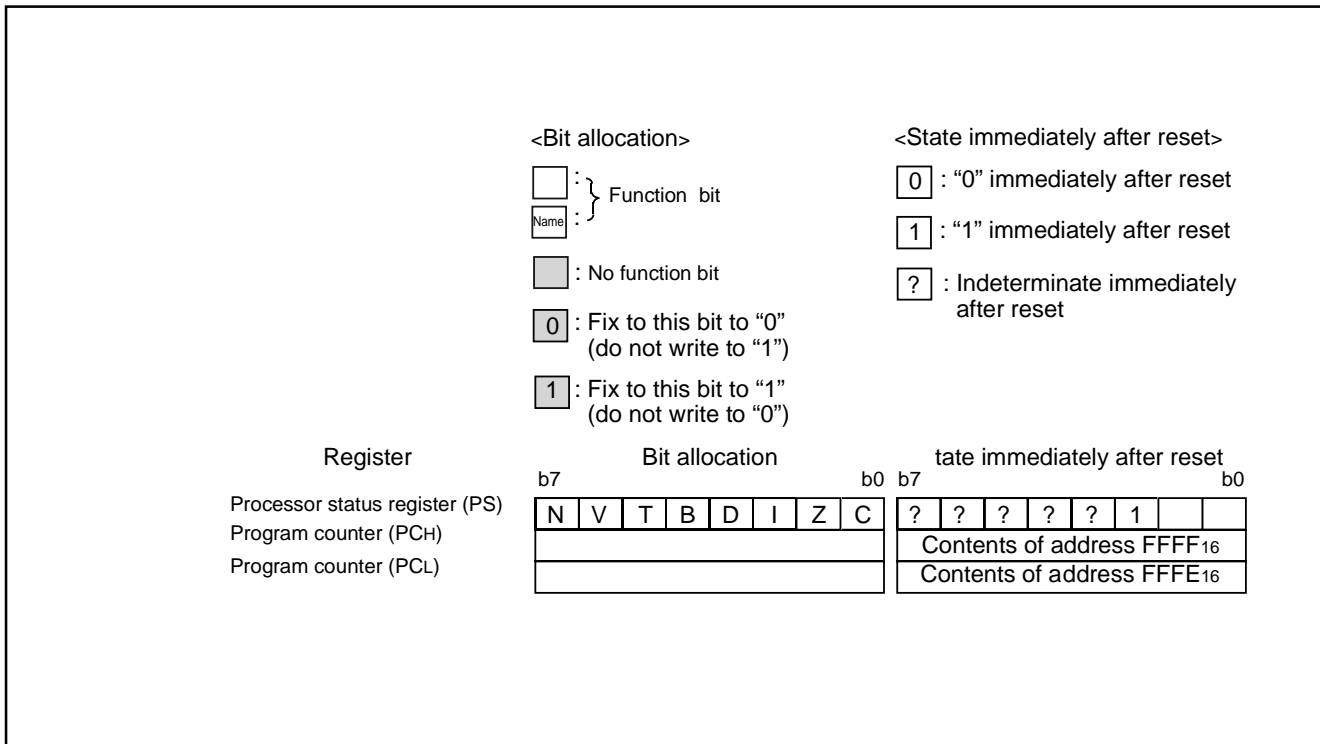 <Bit allocation>
:
Name :
Function bit
: No function bit
0 : Fix to this bit to “0”
(do not write to “1”)
1 : Fix to this bit to “1”
(do not write to “0”)
<State immediately after reset>
0 : “0” immediately after reset
1 : “1” immediately after reset
? : Indeterminate immediately
after reset
Register Bit allocation tate immediately after reset
b7 b0 b7 b0
Processor status register (PS) N V T B D I Z C ? ? ? ? ? 1
Program counter (PCH) Contents of address FFFF16
Program counter (PCL) Contents of address FFFE16